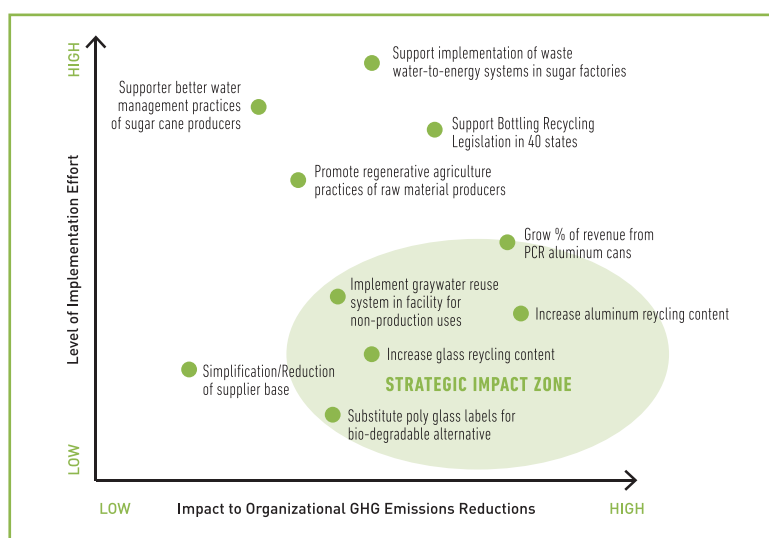 HIGH
Level of Implementation Effort
LOW
Support implementation of waste
water-to-energy systems in sugar factories
Supporter better water
management practices
of sugar cane producers
Support Bottling Recycling
Legislation in 40 states
Promote regenerative agriculture
practices of raw material producers
Grow % of revenue from
PCR aluminum cans
Implement graywater reuse
system in facility for
non-production uses
Increase aluminum reycling content
Increase glass reycling content
Simplification/Reduction
of supplier base
STRATEGIC IMPACT ZONE
Substitute poly glass labels for
bio-degradable alternative
LOW
Impact to Organizational GHG Emissions Reductions
HIGH